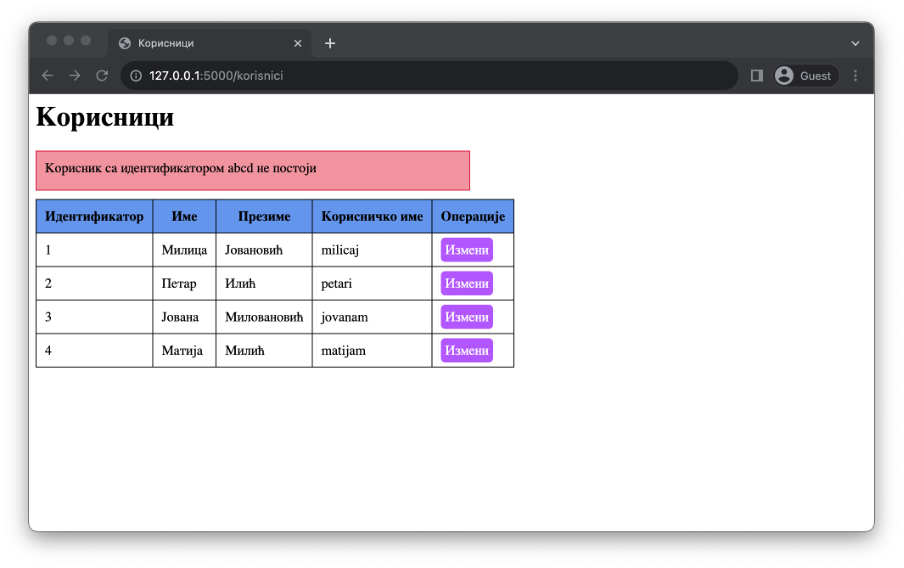 Корисници
127.0.0.1:5000/korisnici
Guest
Корисници
Корисник са идентификатором abcd не постоји
Идентификатор Име Презиме Корисничко име Операције
1 Милица Јовановић milicaj Измени
2 Петар Илић petari Измени
3 Јована Миловановић jovanam Измени
4 Матија Милић matijam Измени